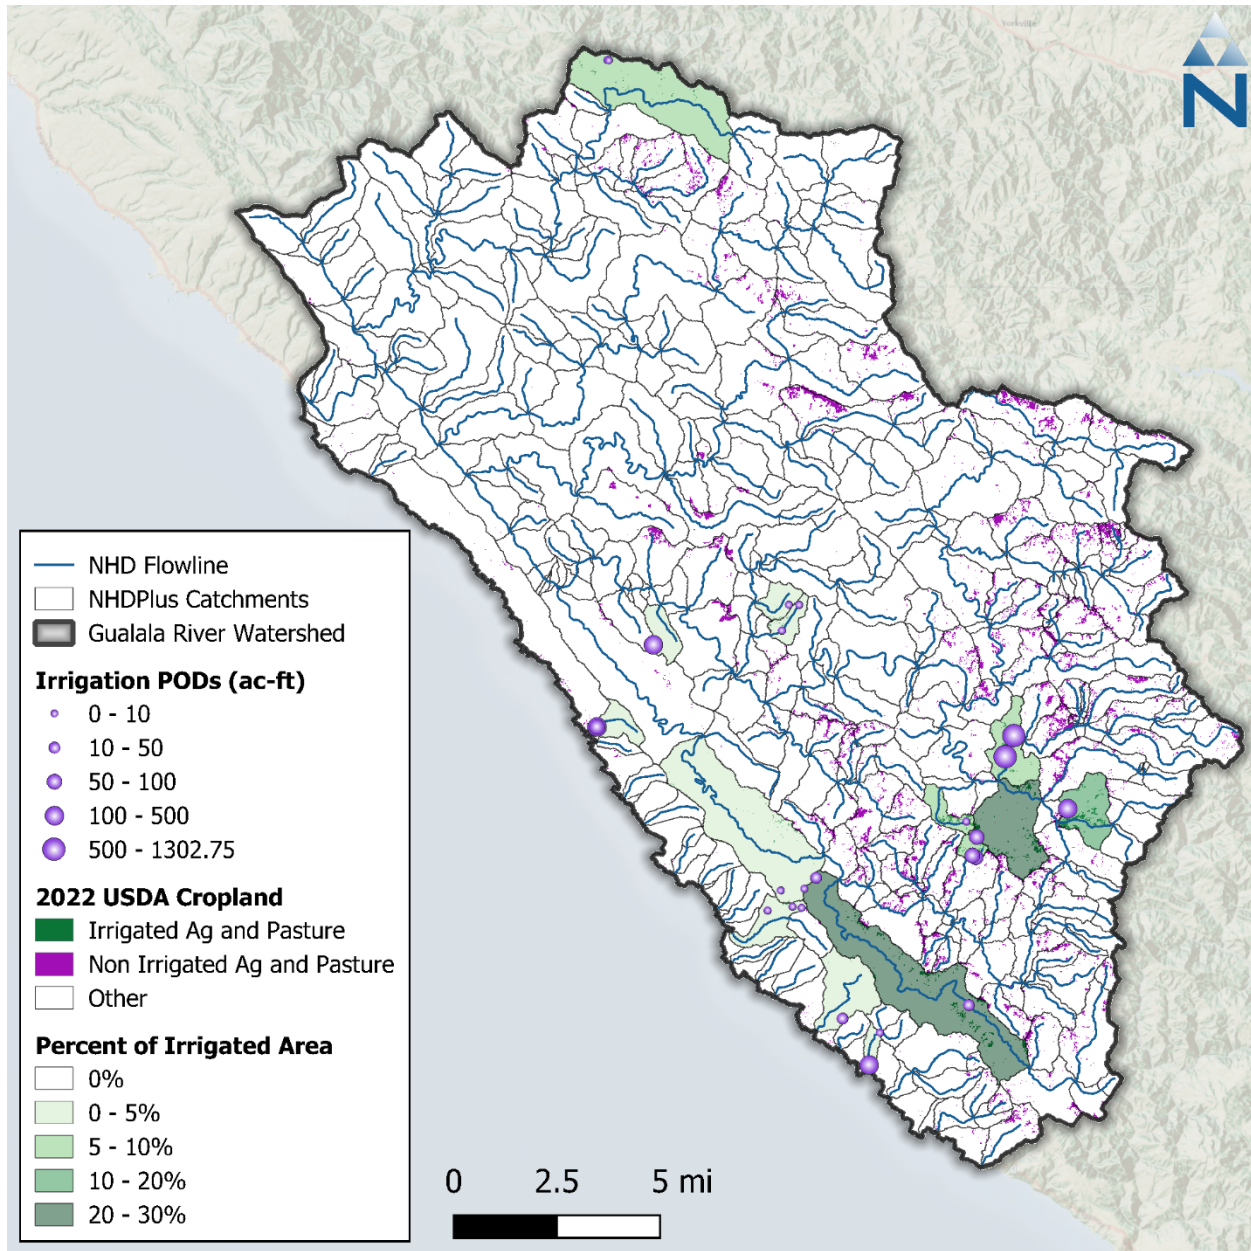 Yorkville
N
NHD Flowline
NHDPlus Catchments
Gualala River Watershed
Irrigation PODs (ac-ft)
0 - 10
10 - 50
50 - 100
100 - 500
500 - 1302.75
2022 USDA Cropland
Irrigated Ag and Pasture
Non Irrigated Ag and Pasture
Other
Percent of Irrigated Area
0%
0 - 5%
5 - 10%
10 - 20%
20 - 30%
0 2.5 5 mi